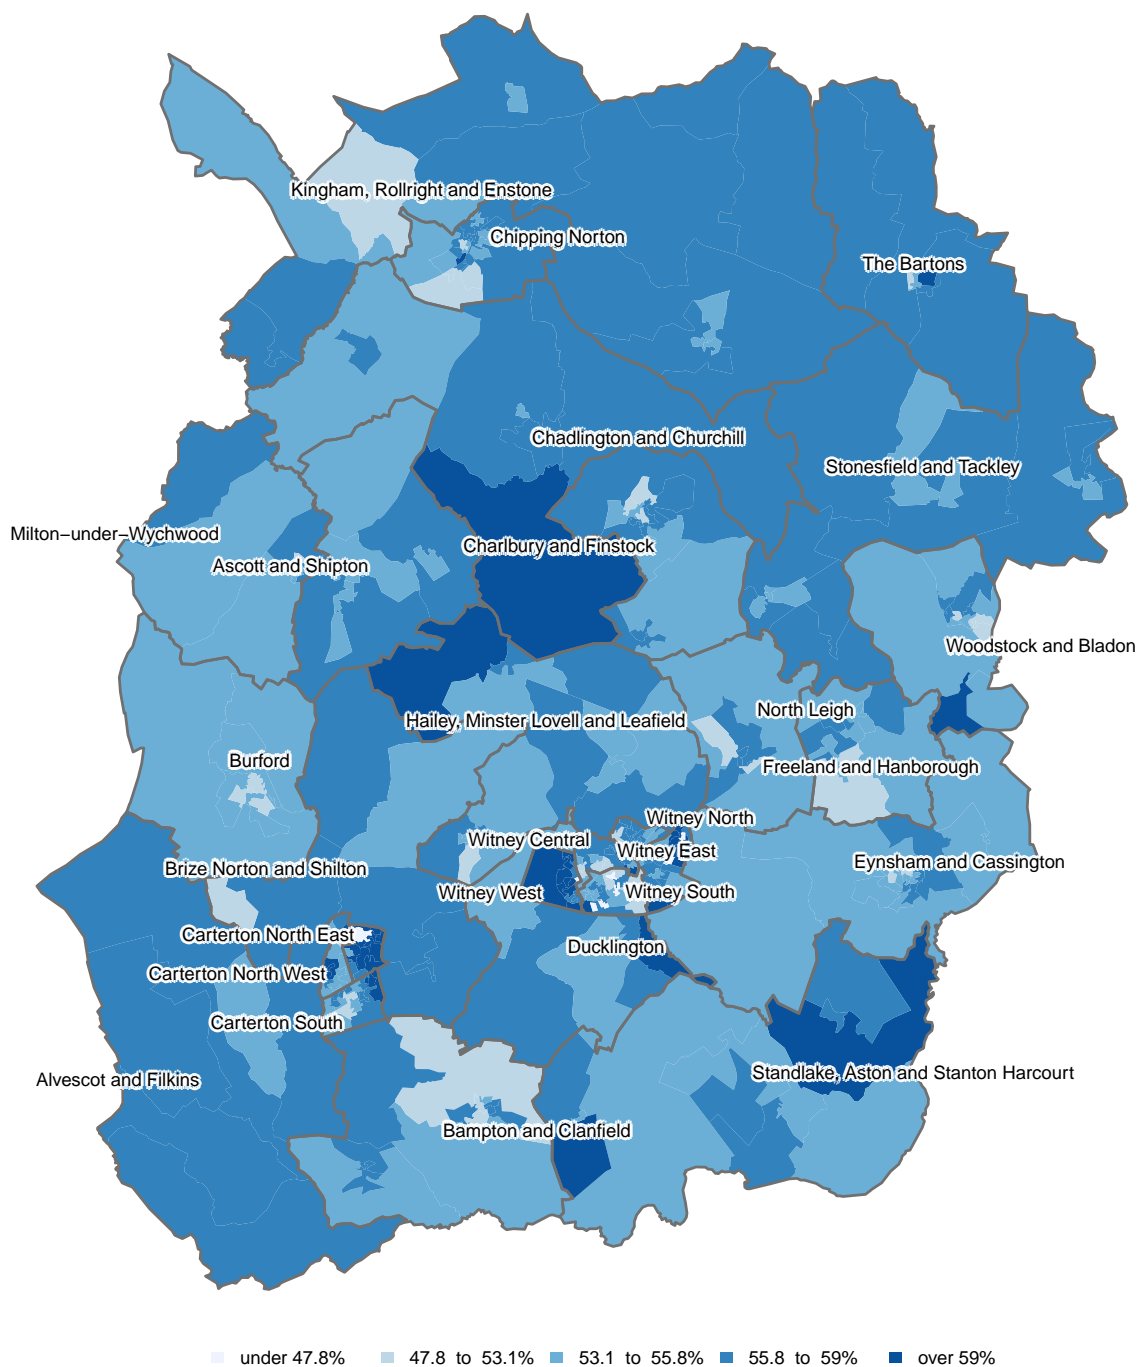 Kingham, Rollright and Enstone
Chipping Norton
The Bartons
Chadlington and Churchill
Stonesfield and Tackley
Milton−under−Wychwood
Charlbury and Finstock
Ascott and Shipton
Woodstock and Bladon
North Leigh
Hailey, Minster Lovell and Leafield
Burford
Freeland and Hanborough
Witney North
Witney Central
Witney East
Eynsham and Cassington
Brize Norton and Shilton
Witney West
Witney South
Carterton North East
Ducklington
Carterton North West
Carterton South
Standlake, Aston and Stanton Harcourt
Alvescot and Filkins
Bampton and Clanfield
under 47.8% 47.8 to 53.1% 53.1 to 55.8% 55.8 to 59% over 59%